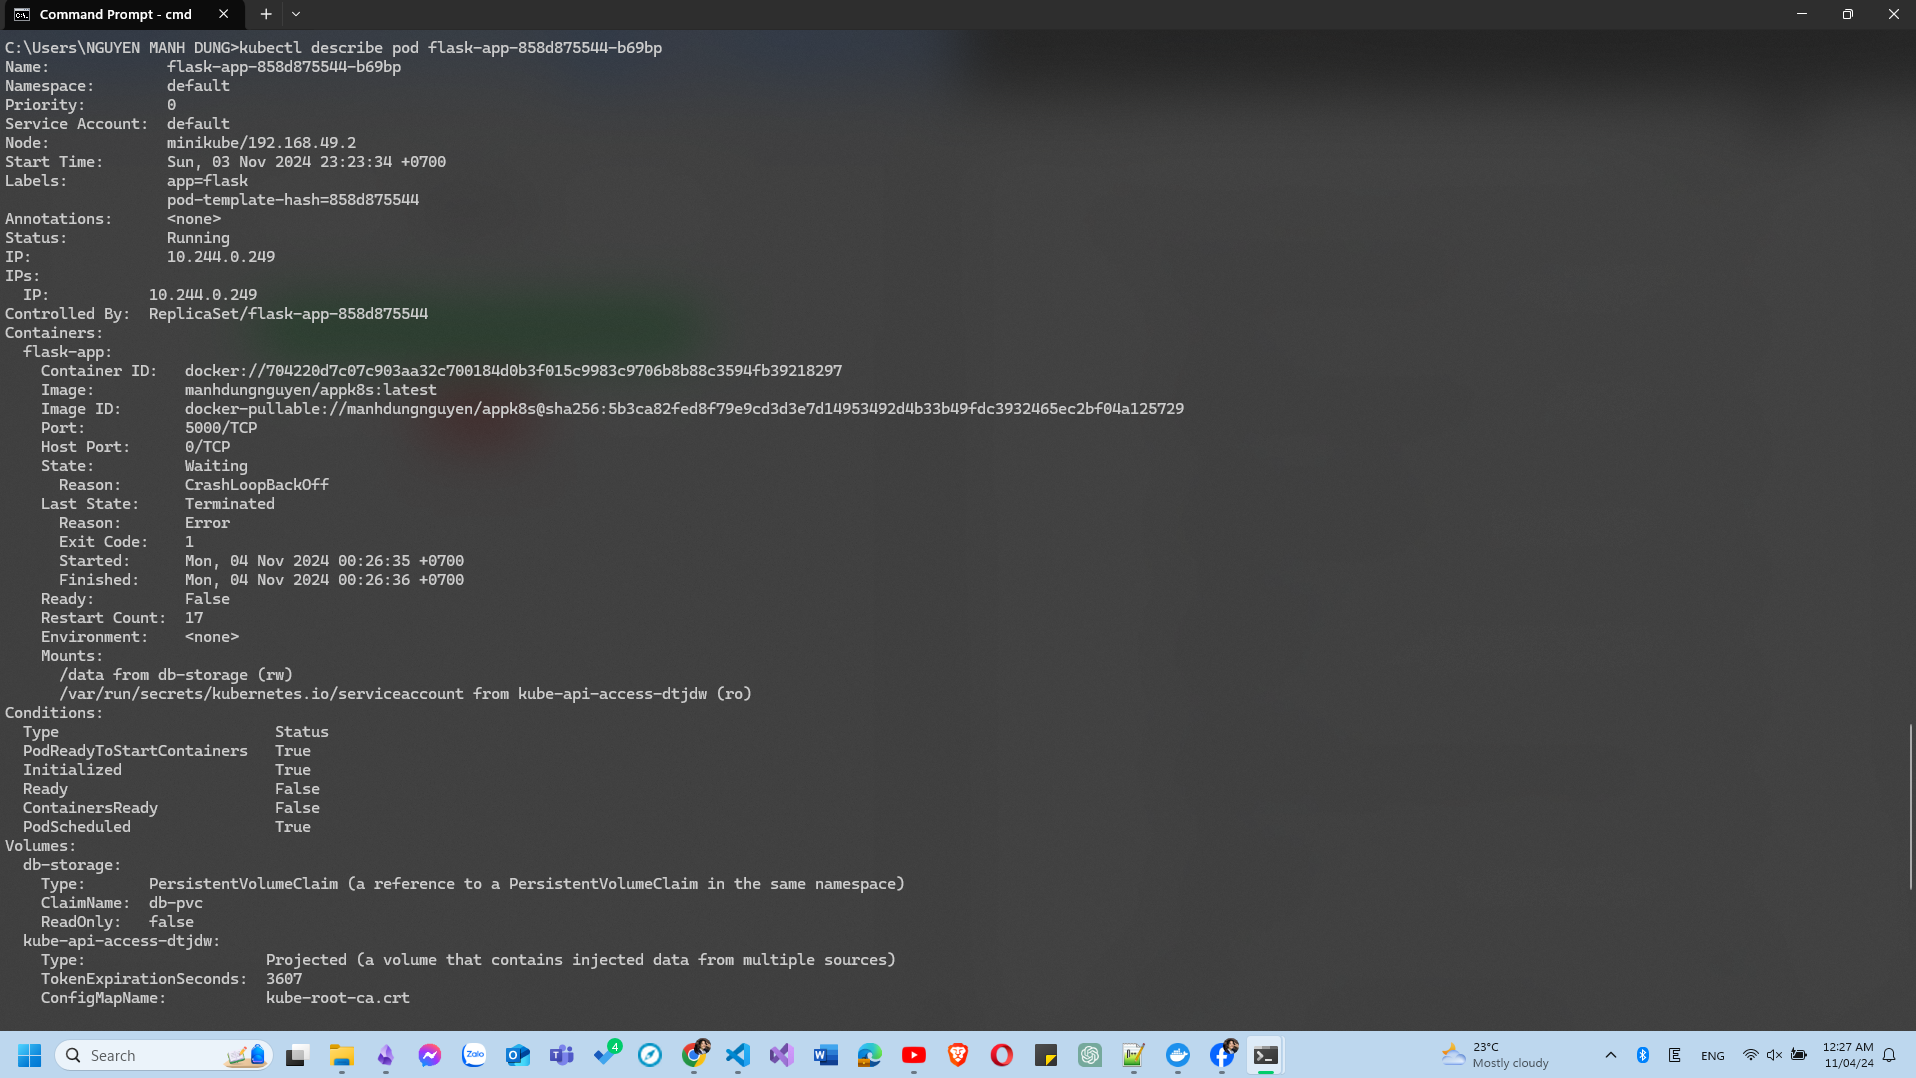 Command Prompt - cmd
C:\Users\NGUYEN MANH DUNG>kubectl describe pod flask-app-858d875544-b69bp
Name:             flask-app-858d875544-b69bp
Namespace:        default
Priority:         0
Service Account:  default
Node:             minikube/192.168.49.2
Start Time:       Sun, 03 Nov 2024 23:23:34 +0700
Labels:           app=flask
                  pod-template-hash=858d875544
Annotations:      <none>
Status:           Running
IP:               10.244.0.249
IPs:
  IP:           10.244.0.249
Controlled By:  ReplicaSet/flask-app-858d875544
Containers:
  flask-app:
    Container ID:   docker://704220d7c07c903aa32c700184d0b3f015c9983c9706b8b88c3594fb39218297
    Image:          manhdungnguyen/appk8s:latest
    Image ID:       docker-pullable://manhdungnguyen/appk8s@sha256:5b3ca82fed8f79e9cd3d3e7d14953492d4b33b49fdc3932465ec2bf04a125729
    Port:           5000/TCP
    Host Port:      0/TCP
    State:          Waiting
      Reason:       CrashLoopBackOff
    Last State:     Terminated
      Reason:       Error
      Exit Code:    1
      Started:      Mon, 04 Nov 2024 00:26:35 +0700
      Finished:     Mon, 04 Nov 2024 00:26:36 +0700
    Ready:          False
    Restart Count:  17
    Environment:    <none>
    Mounts:
      /data from db-storage (rw)
      /var/run/secrets/kubernetes.io/serviceaccount from kube-api-access-dtjdw (ro)
Conditions:
  Type                        Status
  PodReadyToStartContainers   True
  Initialized                 True
  Ready                       False
  ContainersReady             False
  PodScheduled                True
Volumes:
  db-storage:
    Type:       PersistentVolumeClaim (a reference to a PersistentVolumeClaim in the same namespace)
    ClaimName:  db-pvc
    ReadOnly:   false
  kube-api-access-dtjdw:
    Type:                    Projected (a volume that contains injected data from multiple sources)
    TokenExpirationSeconds:  3607
    ConfigMapName:           kube-root-ca.crt
Search
Zalo
4
23°C
Mostly cloudy
E
ENG
12:27 AM
11/04/24